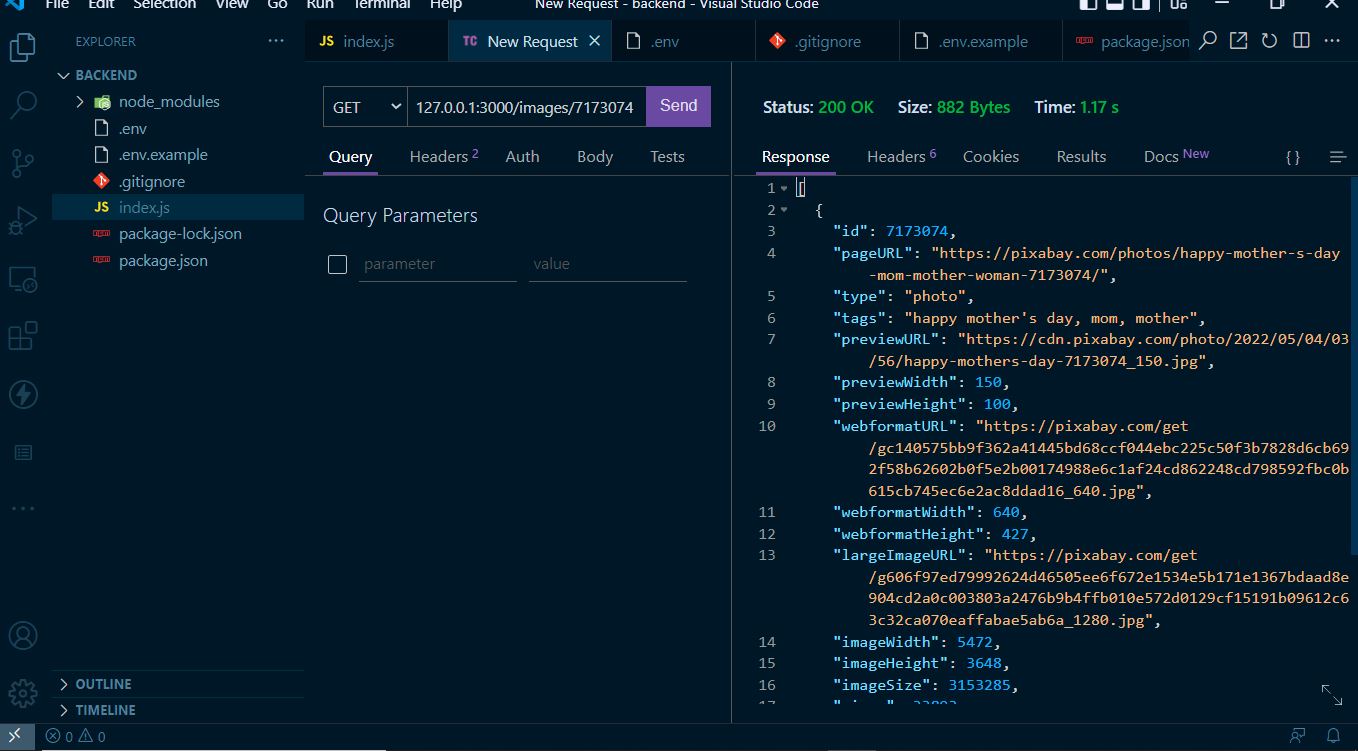 File Edit Selection View Go Run Terminal Help New Request - backend - Visual Studio Code
EXPLORER
JS index.js TC New Request .env .gitignore .env.example package.json
BACKEND
node_modules
.env
.env.example
.gitignore
JS index.js
package-lock.json
package.json
OUTLINE
TIMELINE
GET 127.0.0.1:3000/images/7173074 Send
Query Headers 2 Auth Body Tests
Query Parameters
parameter value
Status: 200 OK Size: 882 Bytes Time: 1.17 s
Response Headers 6 Cookies Results Docs New {}
1 [
2 {
3 "id": 7173074,
4 "pageURL": "https://pixabay.com/photos/happy-mother-s-day
-mom-mother-woman-7173074/",
5 "type": "photo",
6 "tags": "happy mother's day, mom, mother",
7 "previewURL": "https://cdn.pixabay.com/photo/2022/05/04/03
/56/happy-mothers-day-7173074_150.jpg",
8 "previewWidth": 150,
9 "previewHeight": 100,
10 "webformatURL": "https://pixabay.com/get
/gc140575bb9f362a41445bd68ccf044ebc225c50f3b7828d6cb69
2f58b62602b0f5e2b00174988e6c1af24cd862248cd798592fbc0b
615cb745ec6e2ac8ddad16_640.jpg",
11 "webformatWidth": 640,
12 "webformatHeight": 427,
13 "largeImageURL": "https://pixabay.com/get
/g606f97ed79992624d46505ee6f672e1534e5b171e1367bdaad8e
904cd2a0c003803a2476b9b4ffb010e572d0129cf15191b09612c6
3c32ca070eaffabae5ab6a_1280.jpg",
14 "imageWidth": 5472,
15 "imageHeight": 3648,
16 "imageSize": 3153285,
0 0